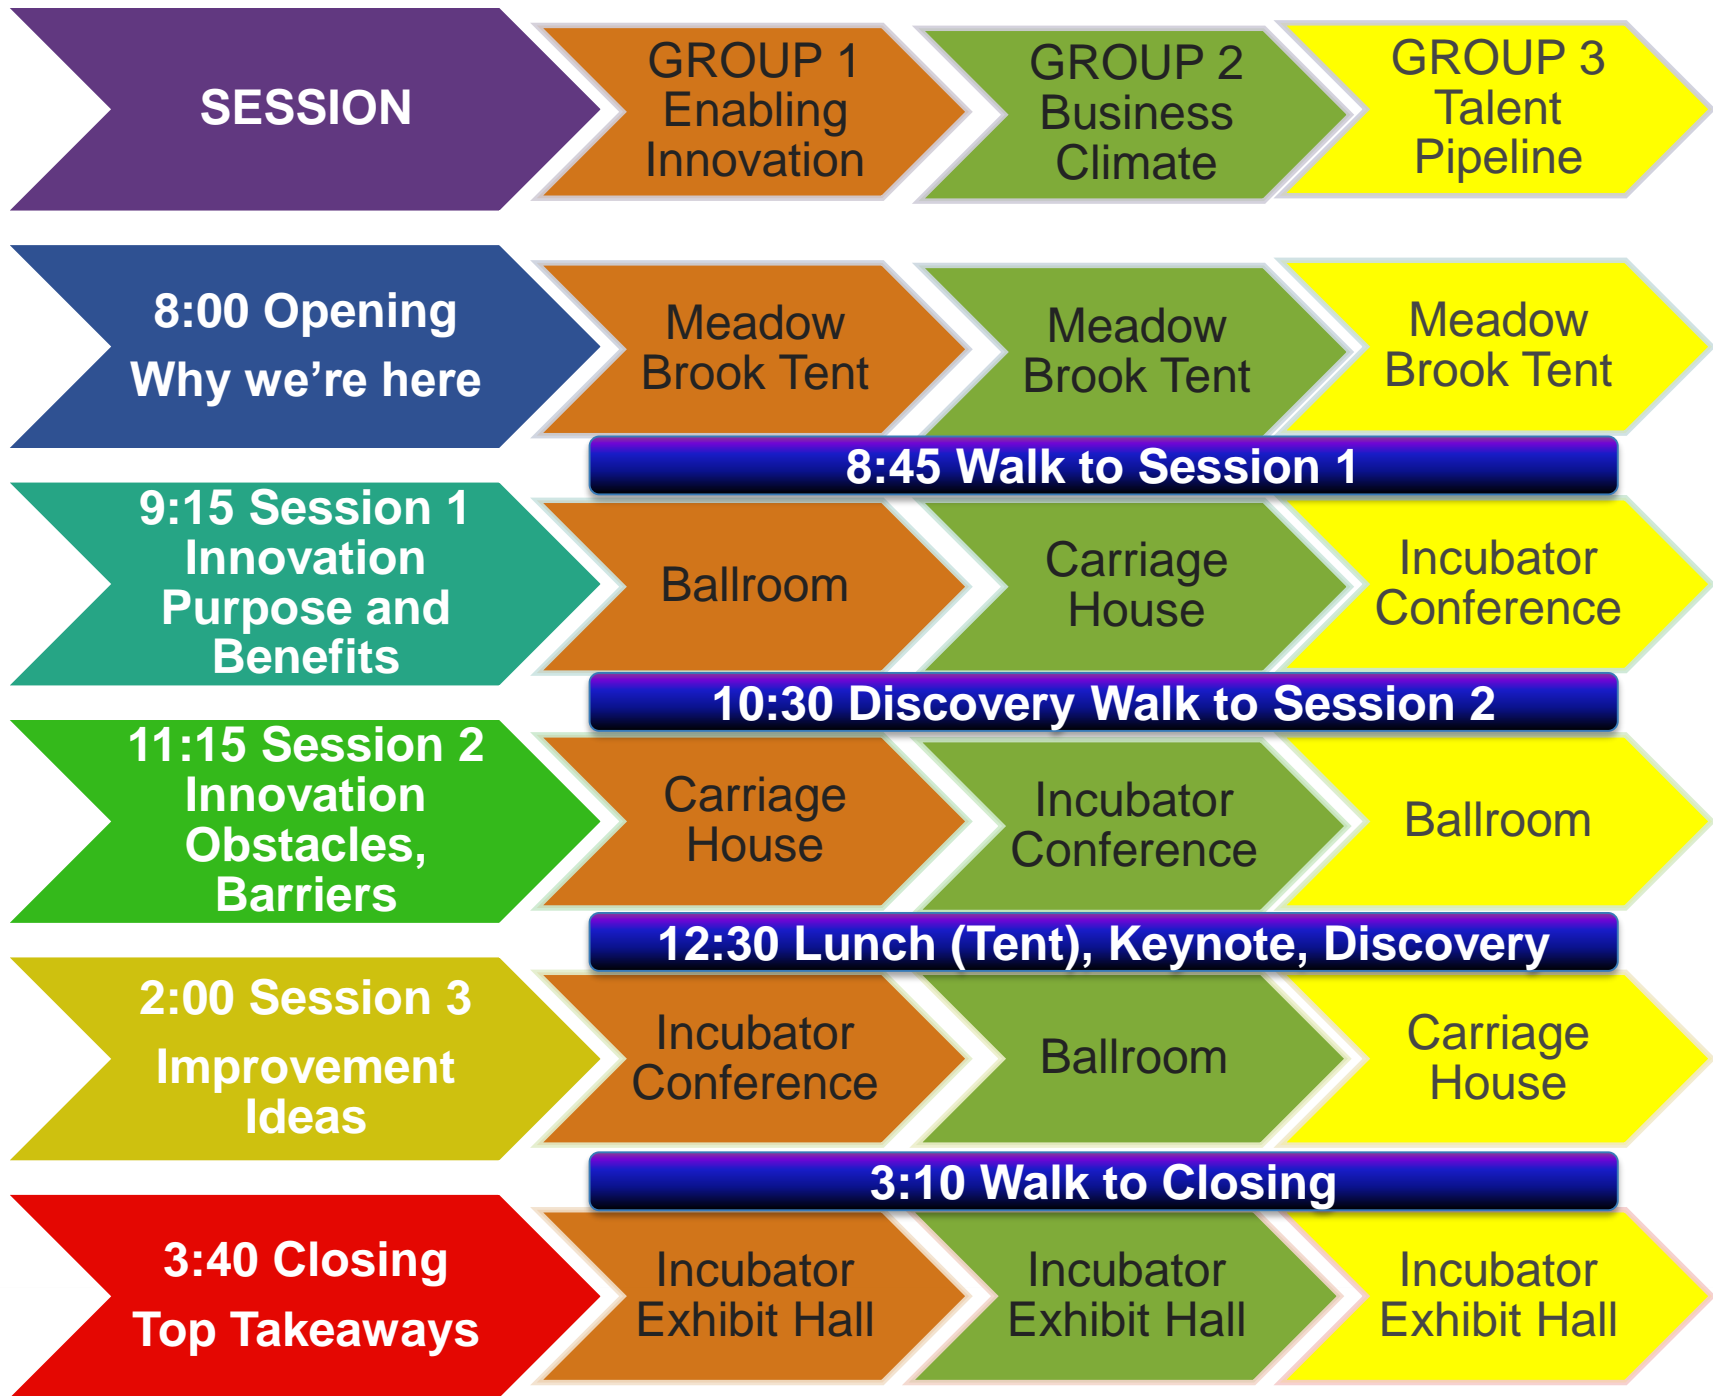 SESSION
GROUP 1
Enabling
Innovation
GROUP 2
Business
Climate
GROUP 3
Talent
Pipeline
8:00 Opening
Why we’re here
Meadow
Brook Tent
Meadow
Brook Tent
Meadow
Brook Tent
8:45 Walk to Session 1
9:15 Session 1
Innovation
Purpose and
Benefits
Ballroom
Carriage
House
Incubator
Conference
10:30 Discovery Walk to Session 2
11:15 Session 2
Innovation
Obstacles,
Barriers
Carriage
House
Incubator
Conference
Ballroom
12:30 Lunch (Tent), Keynote, Discovery
2:00 Session 3
Improvement
Ideas
Incubator
Conference
Ballroom
Carriage
House
3:10 Walk to Closing
3:40 Closing
Top Takeaways
Incubator
Exhibit Hall
Incubator
Exhibit Hall
Incubator
Exhibit Hall